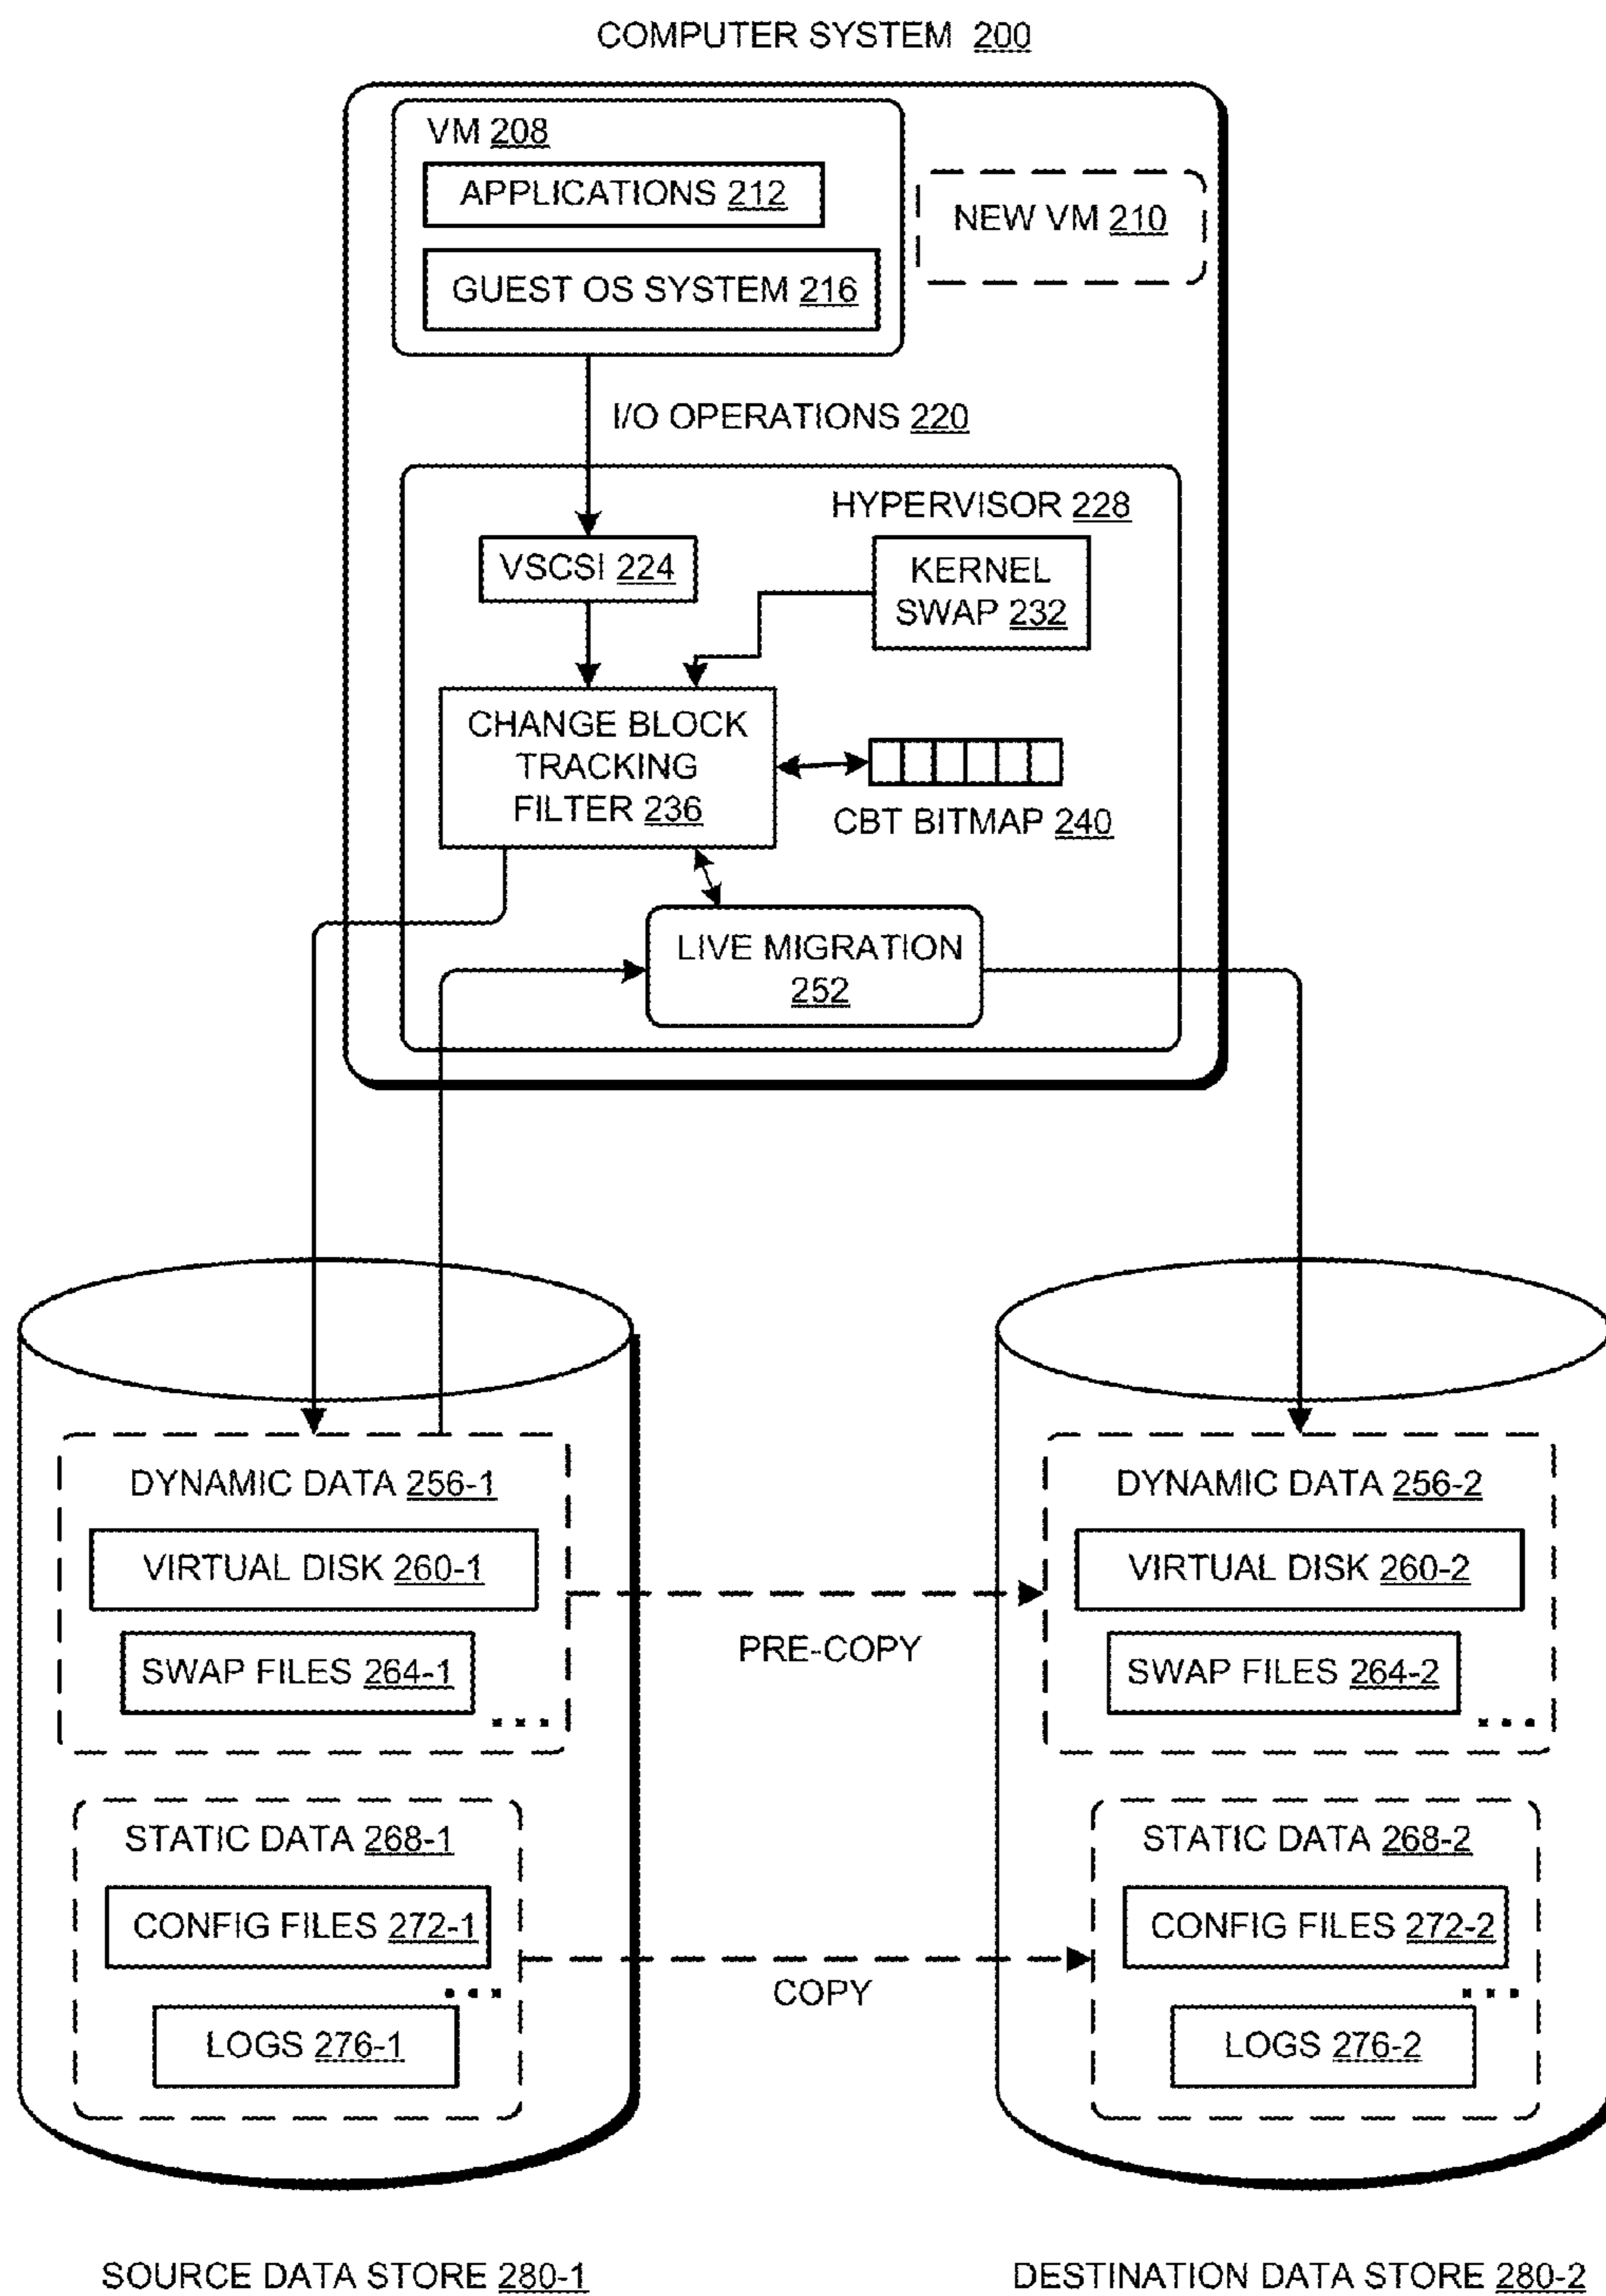 COMPUTER SYSTEM 200
VM 208
APPLICATIONS 212
GUEST OS SYSTEM 216
NEW VM 210
I/O OPERATIONS 220
HYPERVISOR 228
VSCSI 224
KERNEL
SWAP 232
CHANGE BLOCK
TRACKING
FILTER 236
CBT BITMAP 240
LIVE MIGRATION
252
DYNAMIC DATA 256-1
VIRTUAL DISK 260-1
SWAP FILES 264-1
...
PRE-COPY
DYNAMIC DATA 256-2
VIRTUAL DISK 260-2
SWAP FILES 264-2
...
STATIC DATA 268-1
CONFIG FILES 272-1
...
LOGS 276-1
COPY
STATIC DATA 268-2
CONFIG FILES 272-2
...
LOGS 276-2
SOURCE DATA STORE 280-1
DESTINATION DATA STORE 280-2